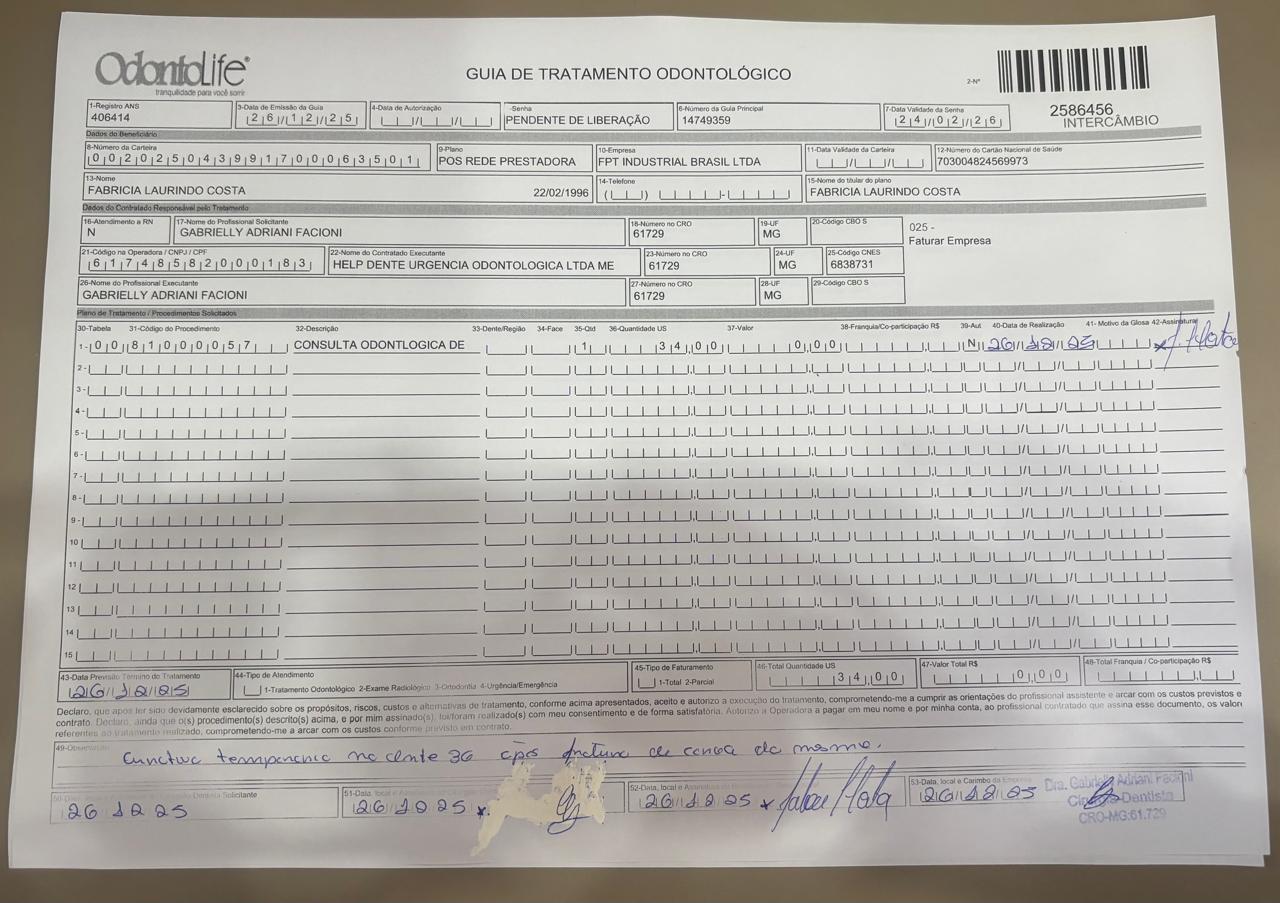 OdontoLife®
tranquilidade para você sorrir
GUIA DE TRATAMENTO ODONTOLÓGICO
2-Nº
2586456
INTERCÂMBIO
1-Registro ANS
406414
3-Data de Emissão da Guia
26/12/25
4-Data de Autorização
-Senha
PENDENTE DE LIBERAÇÃO
6-Número da Guia Principal
14749359
7-Data Validade da Senha
24/02/26
Dados do Beneficiário
8-Número da Carteira
002025043991700063501
9-Plano
POS REDE PRESTADORA
10-Empresa
FPT INDUSTRIAL BRASIL LTDA
11-Data Validade da Carteira
12-Número do Cartão Nacional de Saúde
703004824569973
13-Nome
FABRICIA LAURINDO COSTA 22/02/1996
14-Telefone
15-Nome do titular do plano
FABRICIA LAURINDO COSTA
Dados do Contratado Responsável pelo Tratamento
16-Atendimento a RN
N
17-Nome do Profissional Solicitante
GABRIELLY ADRIANI FACIONI
18-Número no CRO
61729
19-UF
MG
20-Código CBO S
025 -
Faturar Empresa
21-Código na Operadora / CNPJ / CPF
61748582000183
22-Nome do Contratado Executante
HELP DENTE URGENCIA ODONTOLOGICA LTDA ME
23-Número no CRO
61729
24-UF
MG
25-Código CNES
6838731
26-Nome do Profissional Executante
GABRIELLY ADRIANI FACIONI
27-Número no CRO
61729
28-UF
MG
29-Código CBO S
Plano de Tratamento / Procedimentos Solicitados
30-Tabela 31-Código do Procedimento 32-Descrição 33-Dente/Região 34-Face 35-Qtd 36-Quantidade US 37-Valor 38-Franquia/Co-participação R$ 39-Aut 40-Data de Realização 41- Motivo da Glosa 42-Assinatura
1- 00 81000057 CONSULTA ODONTLOGICA DE 1 34,00 0,00 N 26/12/25
2-
3-
4-
5-
6-
7-
8-
9-
10
11
12
13
14
15
43-Data Previsão Término do Tratamento
26/12/25
44-Tipo de Atendimento
1-Tratamento Odontológico 2-Exame Radiológico 3-Ortodontia 4-Urgência/Emergência
45-Tipo de Faturamento
1-Total 2-Parcial
46-Total Quantidade US
34,00
47-Valor Total R$
0,00
48-Total Franquia / Co-participação R$
Declaro, que após ter sido devidamente esclarecido sobre os propósitos, riscos, custos e alternativas de tratamento, conforme acima apresentados, aceito e autorizo a execução do tratamento, comprometendo-me a cumprir as orientações do profissional assistente e arcar com os custos previstos e
contrato. Declaro, ainda que o(s) procedimento(s) descrito(s) acima, e por mim assinado(s), foi/foram realizado(s) com meu consentimento e de forma satisfatória. Autorizo a Operadora a pagar em meu nome e por minha conta, ao profissional contratado que assina esse documento, os valores
referentes ao tratamento realizado, comprometendo-me a arcar com os custos conforme previsto em contrato.
49-Observação
temporario no dente 36 após fratura de coroa do mesmo.
Solicitante
26 12 25
51-Data, local e
26/12/25 *
52-Data, local e
26/12/25 *
53-Data, local e Carimbo da Empresa
26/12/25
Dra. Gabrielly Adriani Facioni
Cirurgiã Dentista
CRO-MG:61.729